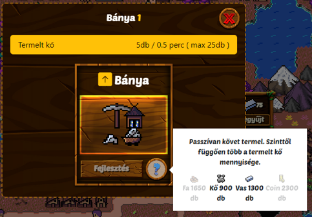 Bánya 1
Termelt kő 5db / 0.5 perc ( max 25db )
Bánya
Fejlesztés
Passzívan követ termel. Szinttől
függően több a termelt kő
mennyisége.
Fa 1650 Kő 900 Vas 1300 Coin 2300
db db db db